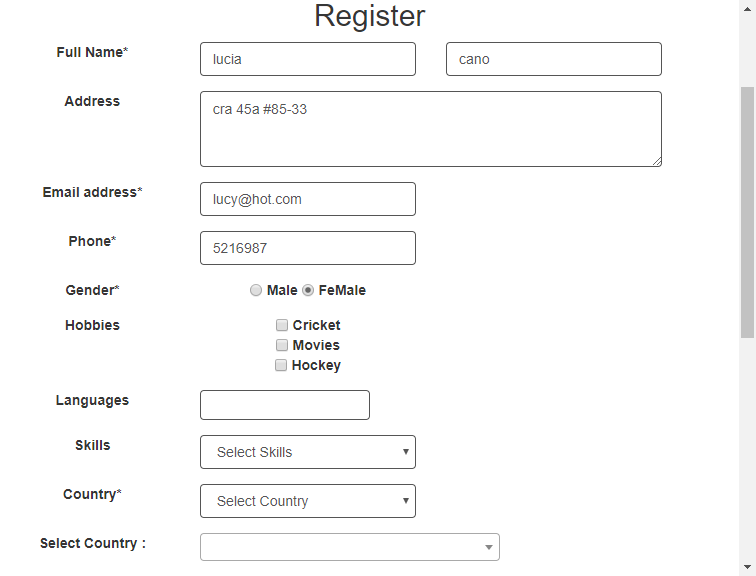 Register
Full Name* lucia cano
Address cra 45a #85-33
Email address* lucy@hot.com
Phone* 5216987
Gender* Male FeMale
Hobbies Cricket
Movies
Hockey
Languages
Skills Select Skills
Country* Select Country
Select Country :